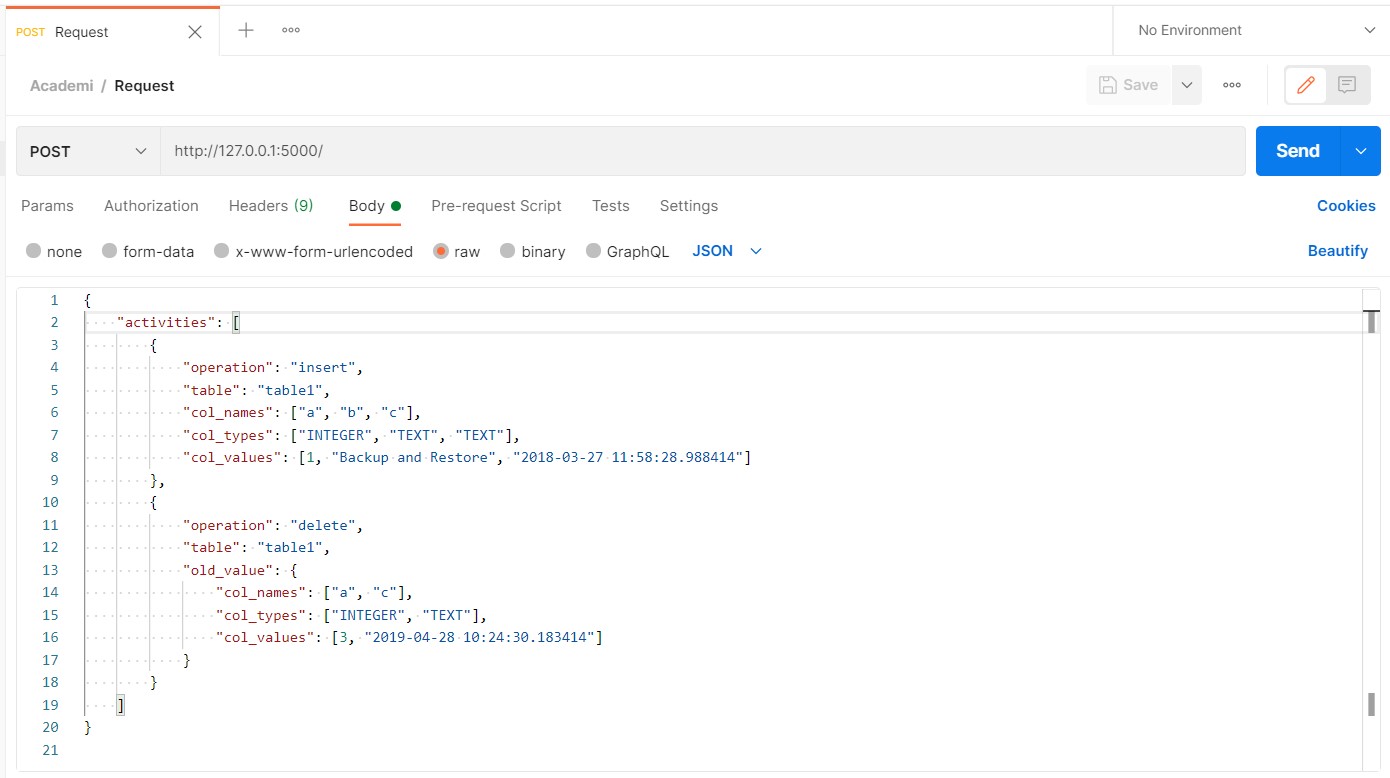 POST Request
No Environment
Academi / Request
Save
POST http://127.0.0.1:5000/ Send
Params Authorization Headers (9) Body Pre-request Script Tests Settings Cookies
none form-data x-www-form-urlencoded raw binary GraphQL JSON Beautify
1 {
2 "activities": [
3 {
4 "operation": "insert",
5 "table": "table1",
6 "col_names": ["a", "b", "c"],
7 "col_types": ["INTEGER", "TEXT", "TEXT"],
8 "col_values": [1, "Backup and Restore", "2018-03-27 11:58:28.988414"]
9 },
10 {
11 "operation": "delete",
12 "table": "table1",
13 "old_value": {
14 "col_names": ["a", "c"],
15 "col_types": ["INTEGER", "TEXT"],
16 "col_values": [3, "2019-04-28 10:24:30.183414"]
17 }
18 }
19 ]
20 }
21